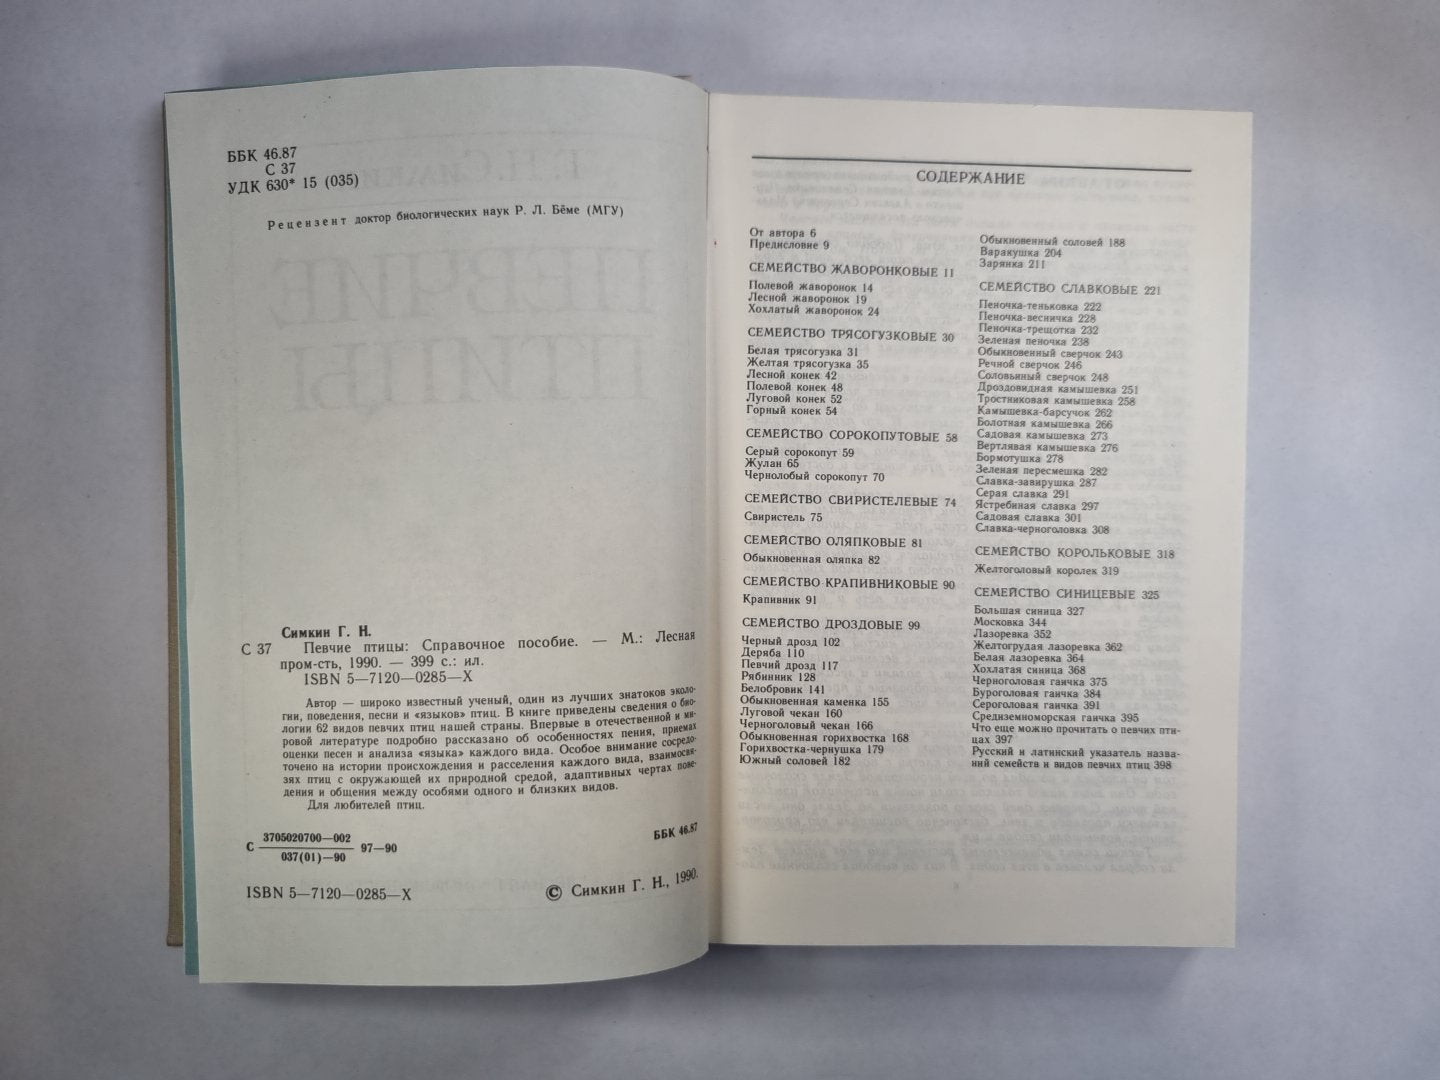 ББК 46.87
С 37
УДК 630* 15 (035)
Рецензент доктор биологических наук Р. Л. Бёме (МГУ)
Симкин Г. Н.
С 37 Певчие птицы: Справочное пособие. — М.: Лесная
пром-сть, 1990. — 399 с.: ил.
ISBN 5—7120—0285—X
Автор — широко известный ученый, один из лучших знатоков эколо-
гии, поведения, песни и «языков» птиц. В книге приведены сведения о био-
логии 62 видов певчих птиц нашей страны. Впервые в отечественной и ми-
ровой литературе подробно рассказано об особенностях пения, приемах
оценки песен и анализа «языка» каждого вида. Особое внимание сосредо-
точено на истории происхождения и расселения каждого вида, взаимосвя-
зях птиц с окружающей их природной средой, адаптивных чертах пове-
дения и общения между особями одного и близких видов.
Для любителей птиц.
С 3705020700—002 / 037(01)—90 97—90
ББК 46.87
ISBN 5—7120—0285—X
© Симкин Г. Н., 1990.
СОДЕРЖАНИЕ
От автора 6
Предисловие 9
СЕМЕЙСТВО ЖАВОРОНКОВЫЕ 11
Полевой жаворонок 14
Лесной жаворонок 19
Хохлатый жаворонок 24
СЕМЕЙСТВО ТРЯСОГУЗКОВЫЕ 30
Белая трясогузка 31
Желтая трясогузка 35
Лесной конек 42
Полевой конек 48
Луговой конек 52
Горный конек 54
СЕМЕЙСТВО СОРОКОПУТОВЫЕ 58
Серый сорокопут 59
Жулан 65
Чернолобый сорокопут 70
СЕМЕЙСТВО СВИРИСТЕЛЕВЫЕ 74
Свиристель 75
СЕМЕЙСТВО ОЛЯПКОВЫЕ 81
Обыкновенная оляпка 82
СЕМЕЙСТВО КРАПИВНИКОВЫЕ 90
Крапивник 91
СЕМЕЙСТВО ДРОЗДОВЫЕ 99
Черный дрозд 102
Деряба 110
Певчий дрозд 117
Рябинник 128
Белобровик 141
Обыкновенная каменка 155
Луговой чекан 160
Черноголовый чекан 166
Обыкновенная горихвостка 168
Горихвостка-чернушка 179
Южный соловей 182
Обыкновенный соловей 188
Варакушка 204
Зарянка 211
СЕМЕЙСТВО СЛАВКОВЫЕ 221
Пеночка-теньковка 222
Пеночка-весничка 228
Пеночка-трещотка 232
Зеленая пеночка 238
Обыкновенный сверчок 243
Речной сверчок 246
Соловьиный сверчок 248
Дроздовидная камышевка 251
Тростниковая камышевка 258
Камышевка-барсучок 262
Болотная камышевка 266
Садовая камышевка 273
Вертлявая камышевка 276
Бормотушка 278
Зеленая пересмешка 282
Славка-завирушка 287
Серая славка 291
Ястребиная славка 297
Садовая славка 301
Славка-черноголовка 308
СЕМЕЙСТВО КОРОЛЬКОВЫЕ 318
Желтоголовый королек 319
СЕМЕЙСТВО СИНИЦЕВЫЕ 325
Большая синица 327
Московка 344
Лазоревка 352
Желтогрудая лазоревка 362
Белая лазоревка 364
Хохлатая синица 368
Черноголовая гаичка 375
Буроголовая гаичка 384
Сероголовая гаичка 391
Средиземноморская гаичка 395
Что еще можно прочитать о певчих пти-
цах 397
Русский и латинский указатель назва-
ний семейств и видов певчих птиц 398